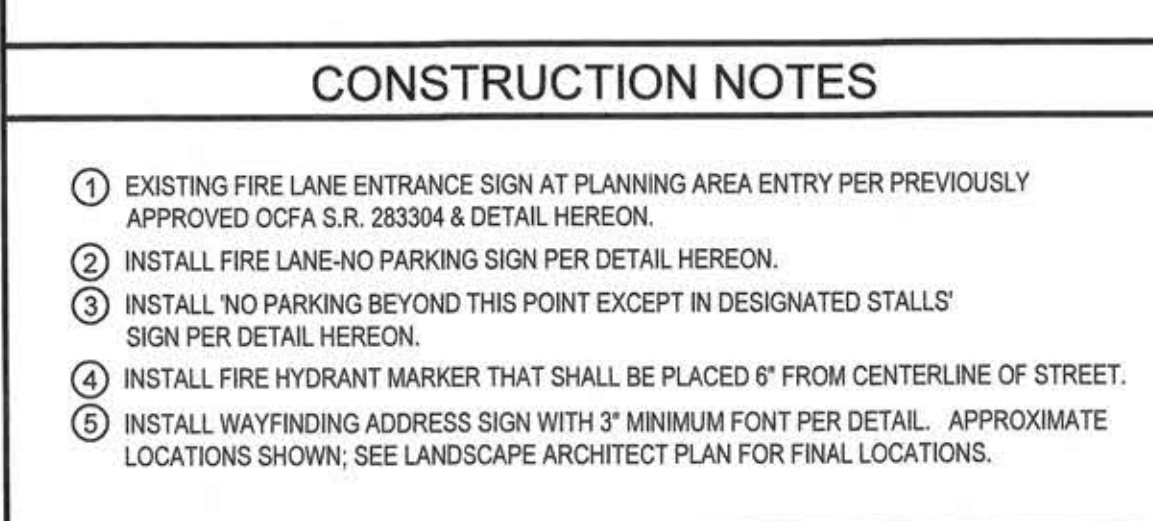 CONSTRUCTION NOTES
1 EXISTING FIRE LANE ENTRANCE SIGN AT PLANNING AREA ENTRY PER PREVIOUSLY
APPROVED OCFA S.R. 283304 & DETAIL HEREON.
2 INSTALL FIRE LANE-NO PARKING SIGN PER DETAIL HEREON.
3 INSTALL 'NO PARKING BEYOND THIS POINT EXCEPT IN DESIGNATED STALLS'
SIGN PER DETAIL HEREON.
4 INSTALL FIRE HYDRANT MARKER THAT SHALL BE PLACED 6" FROM CENTERLINE OF STREET.
5 INSTALL WAYFINDING ADDRESS SIGN WITH 3" MINIMUM FONT PER DETAIL. APPROXIMATE
LOCATIONS SHOWN; SEE LANDSCAPE ARCHITECT PLAN FOR FINAL LOCATIONS.